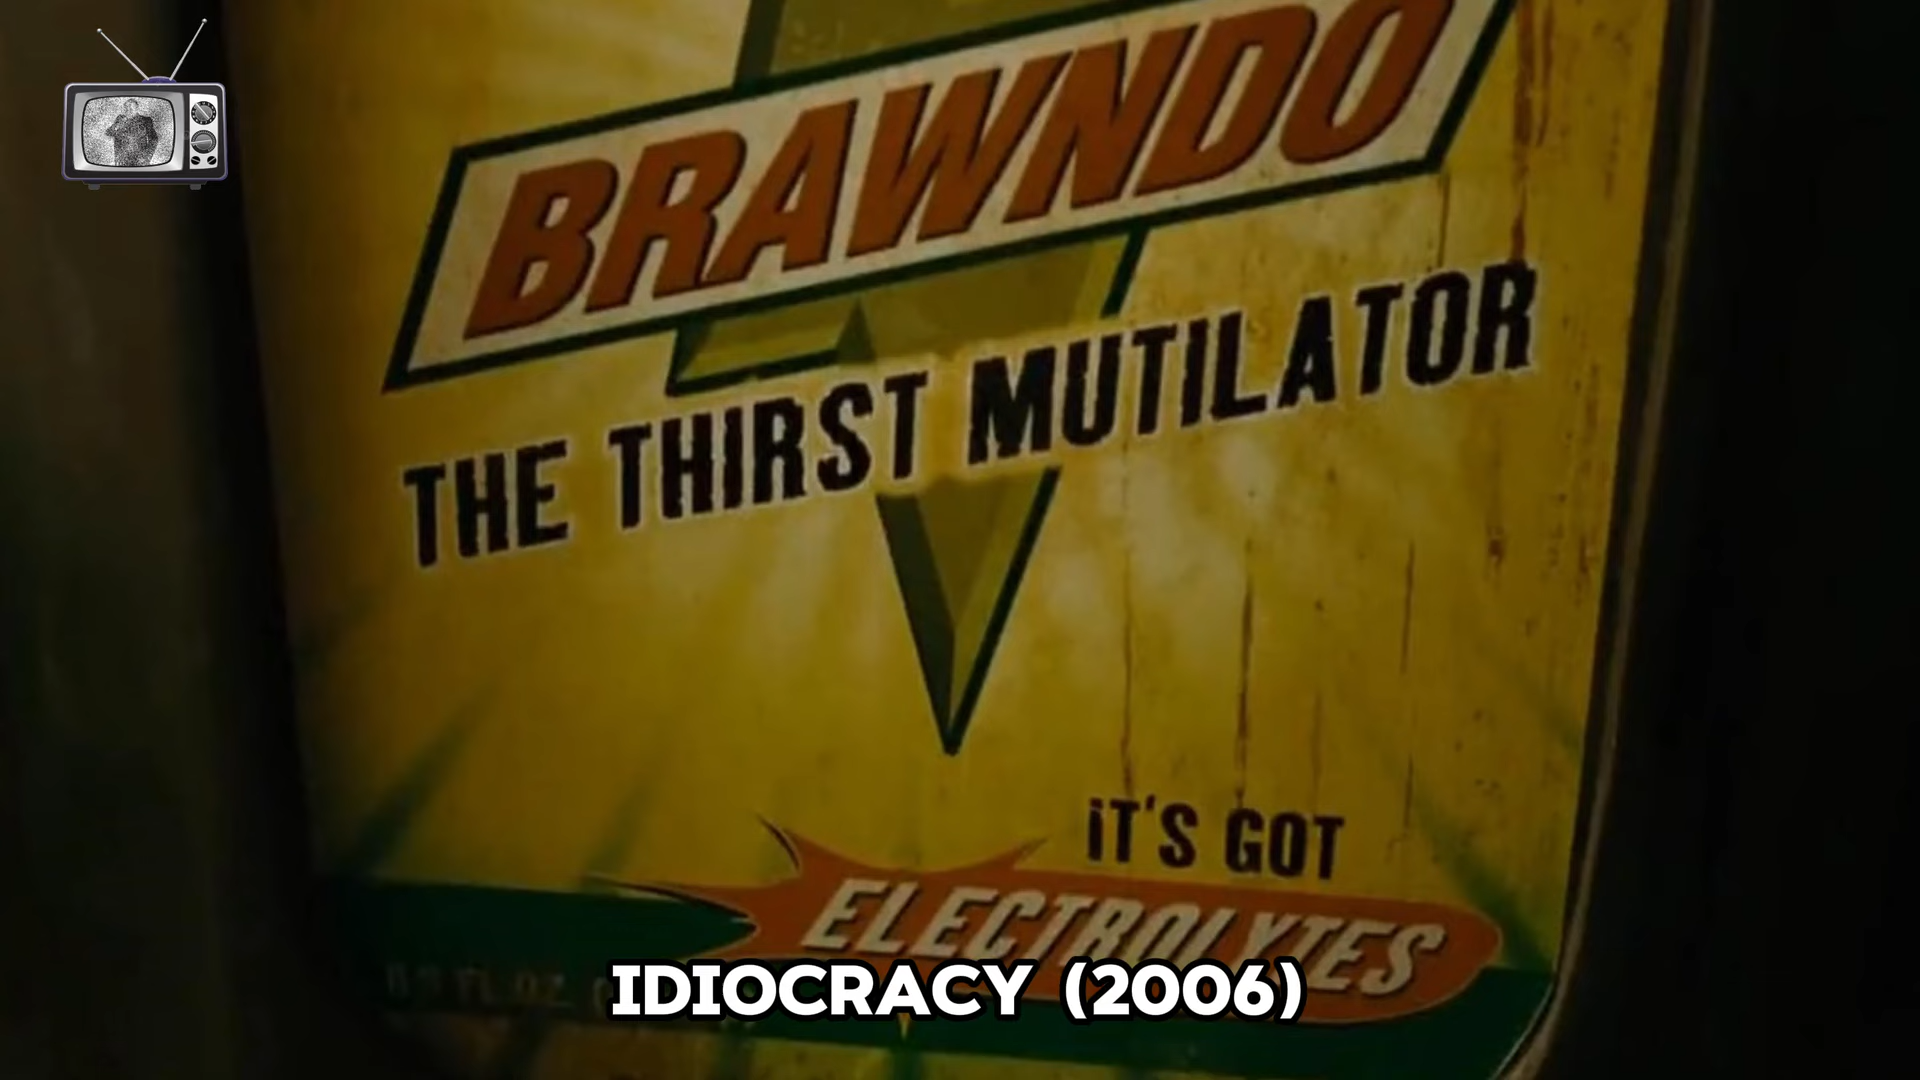 BRAWNDO
THE THIRST MUTILATOR
iT'S GOT
ELECTROLYTES
IDIOCRACY (2006)